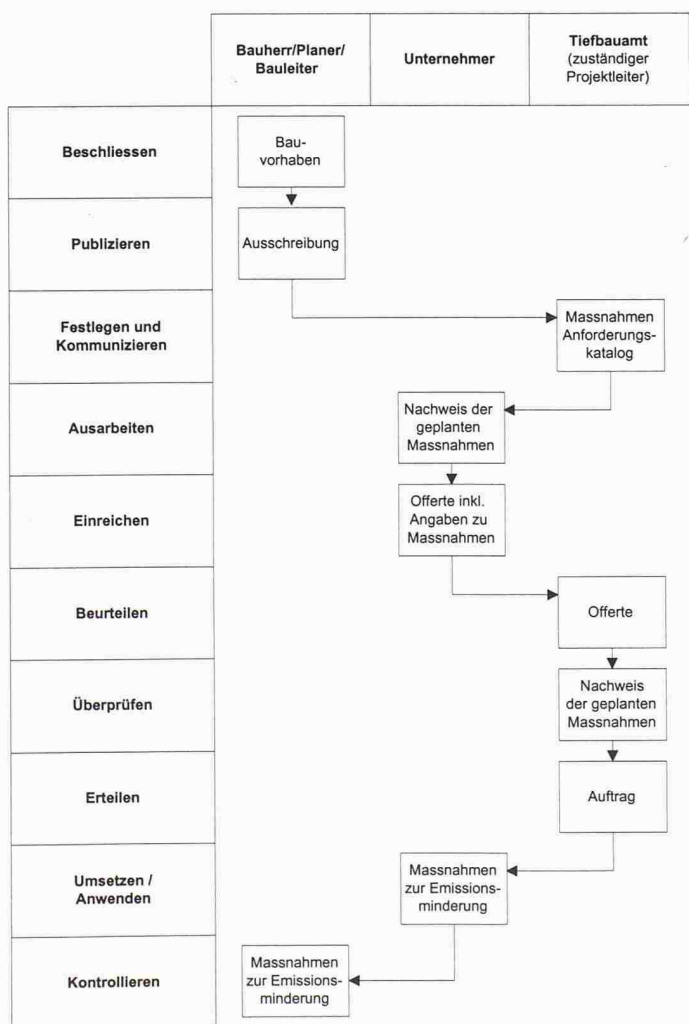 Bauherr/Planer/
Bauleiter
Unternehmer
Tiefbauamt
(zuständiger
Projektleiter)
Beschliessen
Bau-
vorhaben
Publizieren
Ausschreibung
Festlegen und
Kommunizieren
Massnahmen
Anforderungs-
katalog
Ausarbeiten
Nachweis der
geplanten
Massnahmen
Einreichen
Offerte inkl.
Angaben zu
Massnahmen
Beurteilen
Offerte
Überprüfen
Nachweis
der geplanten
Massnahmen
Erteilen
Auftrag
Umsetzen /
Anwenden
Massnahmen
zur Emissions-
minderung
Kontrollieren
Massnahmen
zur Emissions-
minderung